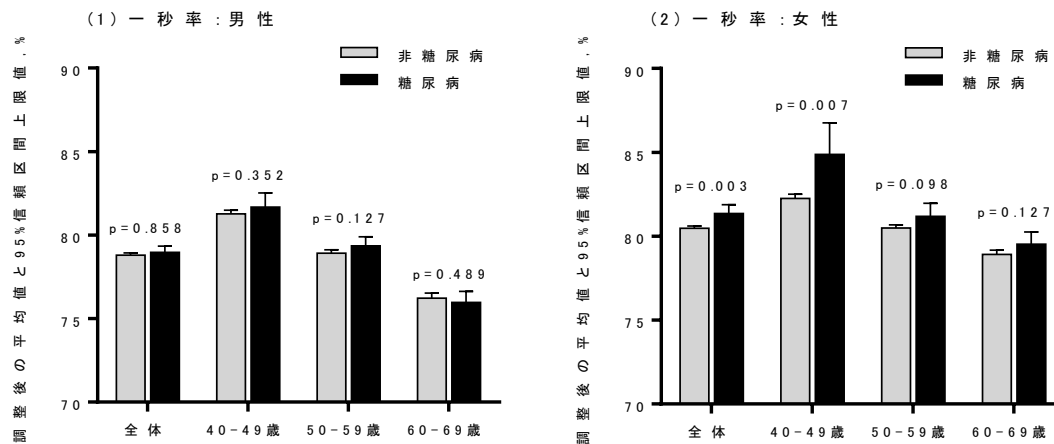 (1)一秒率:男性
調整後の平均値と95%信頼区間上限値,%
非糖尿病
糖尿病
90
85
80
75
70
p=0.858
p=0.352
p=0.127
p=0.489
全体
40-49歳
50-59歳
60-69歳
(2)一秒率:女性
調整後の平均値と95%信頼区間上限値,%
非糖尿病
糖尿病
90
85
80
75
70
p=0.003
p=0.007
p=0.098
p=0.127
全体
40-49歳
50-59歳
60-69歳